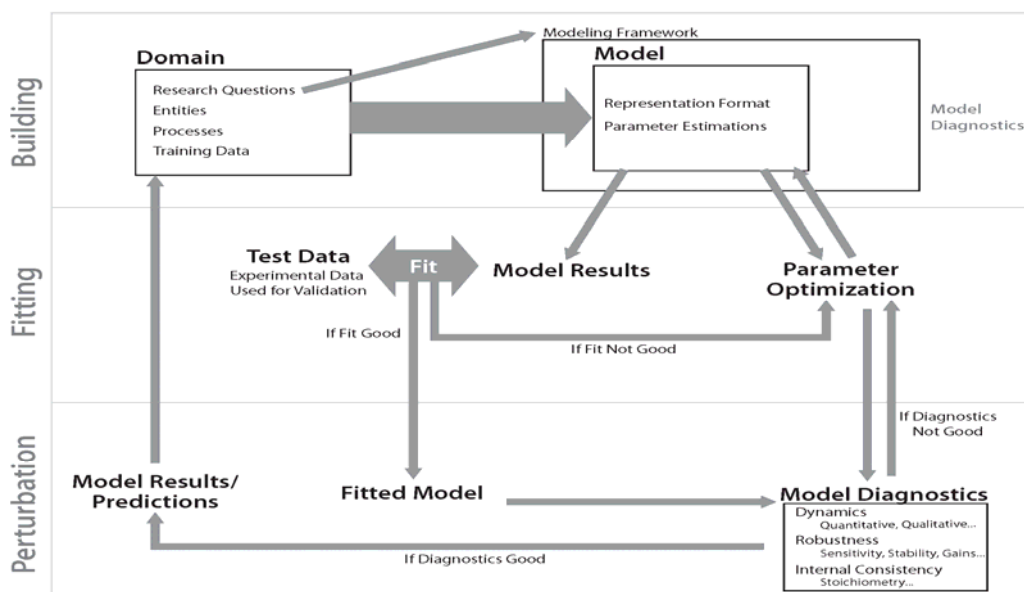 Building
Modeling Framework
Domain
Research Questions
Entities
Processes
Training Data
Model
Representation Format
Parameter Estimations
Model
Diagnostics
Fitting
Test Data
Experimental Data
Used for Validation
Fit
Model Results
Parameter
Optimization
If Fit Good
If Fit Not Good
Perturbation
If Diagnostics
Not Good
Model Results/
Predictions
Fitted Model
Model Diagnostics
Dynamics
Quantitative, Qualitative...
Robustness
Sensitivity, Stability, Gains...
Internal Consistency
Stoichiometry...
If Diagnostics Good